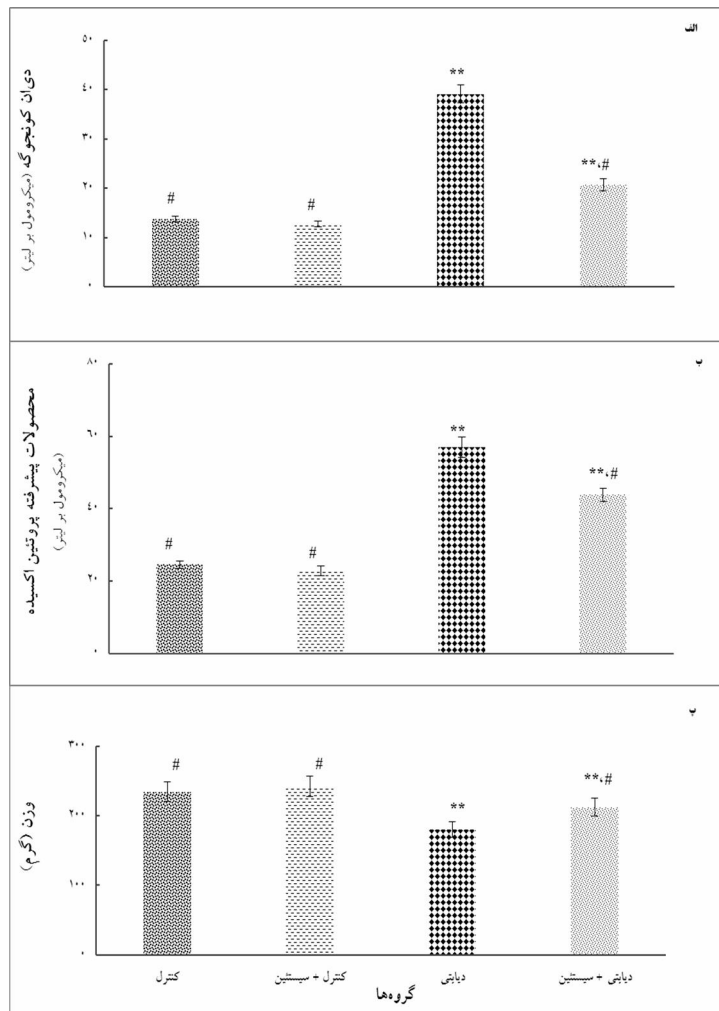 الف
دی‌ان کونجوگه (میکرومول بر لیتر)
۵۰
۴۰
۳۰
۲۰
۱۰
۰
#
#
**
**،#
ب
محصولات پیشرفته پروتئین اکسیده
(میکرومول بر لیتر)
۸۰
۶۰
٤۰
۲۰
۰
#
#
**
**،#
پ
وزن (گرم)
۳۰۰
۲۰۰
۱۰۰
۰
#
#
**
**،#
کنترل
کنترل + سیستئین
دیابتی
دیابتی + سیستئین
گروه‌ها